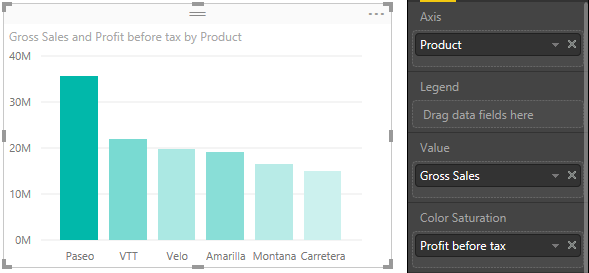 Gross Sales and Profit before tax by Product
40M
30M
20M
10M
0M
Paseo VTT Velo Amarilla Montana Carretera
Axis
Product
Legend
Drag data fields here
Value
Gross Sales
Color Saturation
Profit before tax